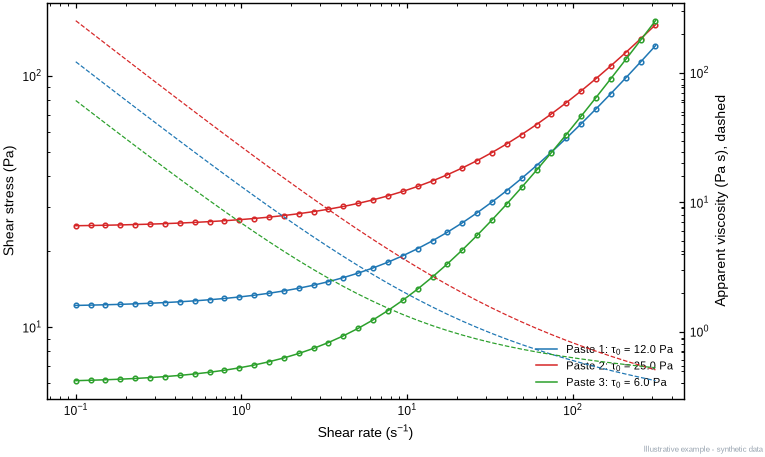 Shear stress (Pa)
10²
10¹
Apparent viscosity (Pa s), dashed
10²
10¹
10⁰
Paste 1: τ₀ = 12.0 Pa
Paste 2: τ₀ = 25.0 Pa
Paste 3: τ₀ = 6.0 Pa
10⁻¹ 10⁰ 10¹ 10²
Shear rate (s⁻¹)
Illustrative example - synthetic data